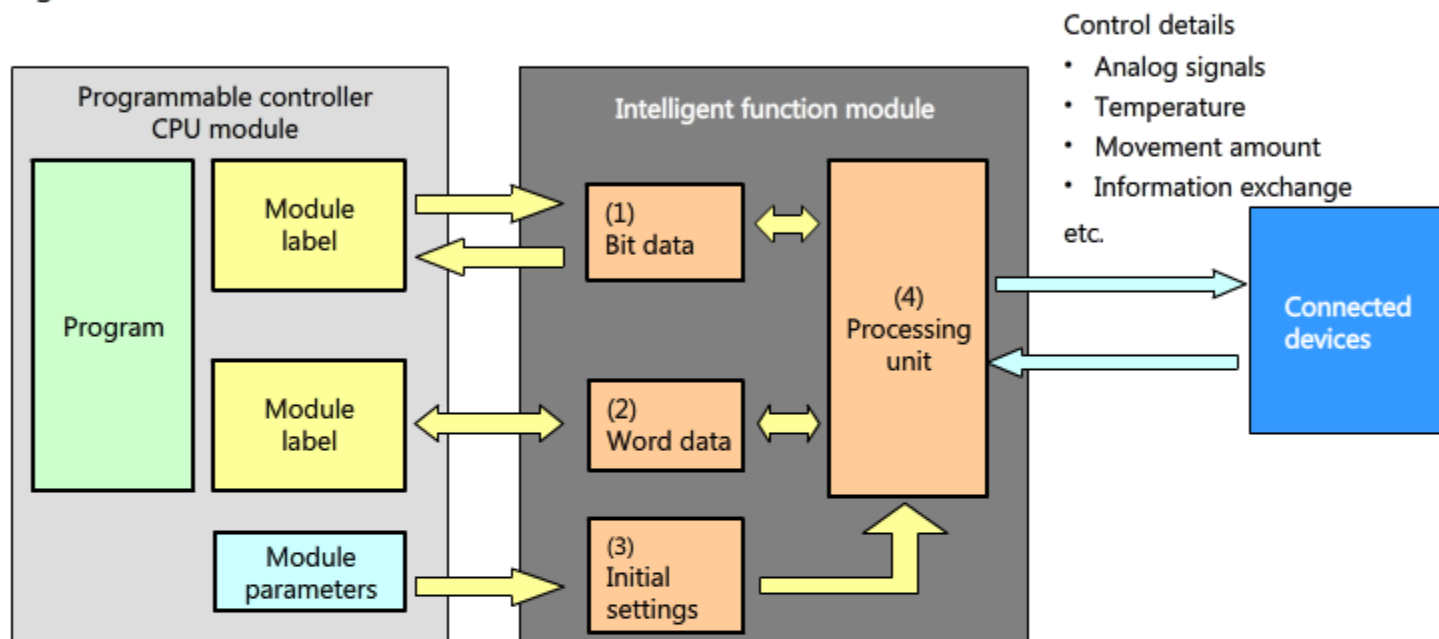 Control details
• Analog signals
• Temperature
• Movement amount
• Information exchange
etc.
Programmable controller
CPU module
Program
Module
label
Module
label
Module
parameters
Intelligent function module
(1)
Bit data
(2)
Word data
(3)
Initial
settings
(4)
Processing
unit
Connected
devices